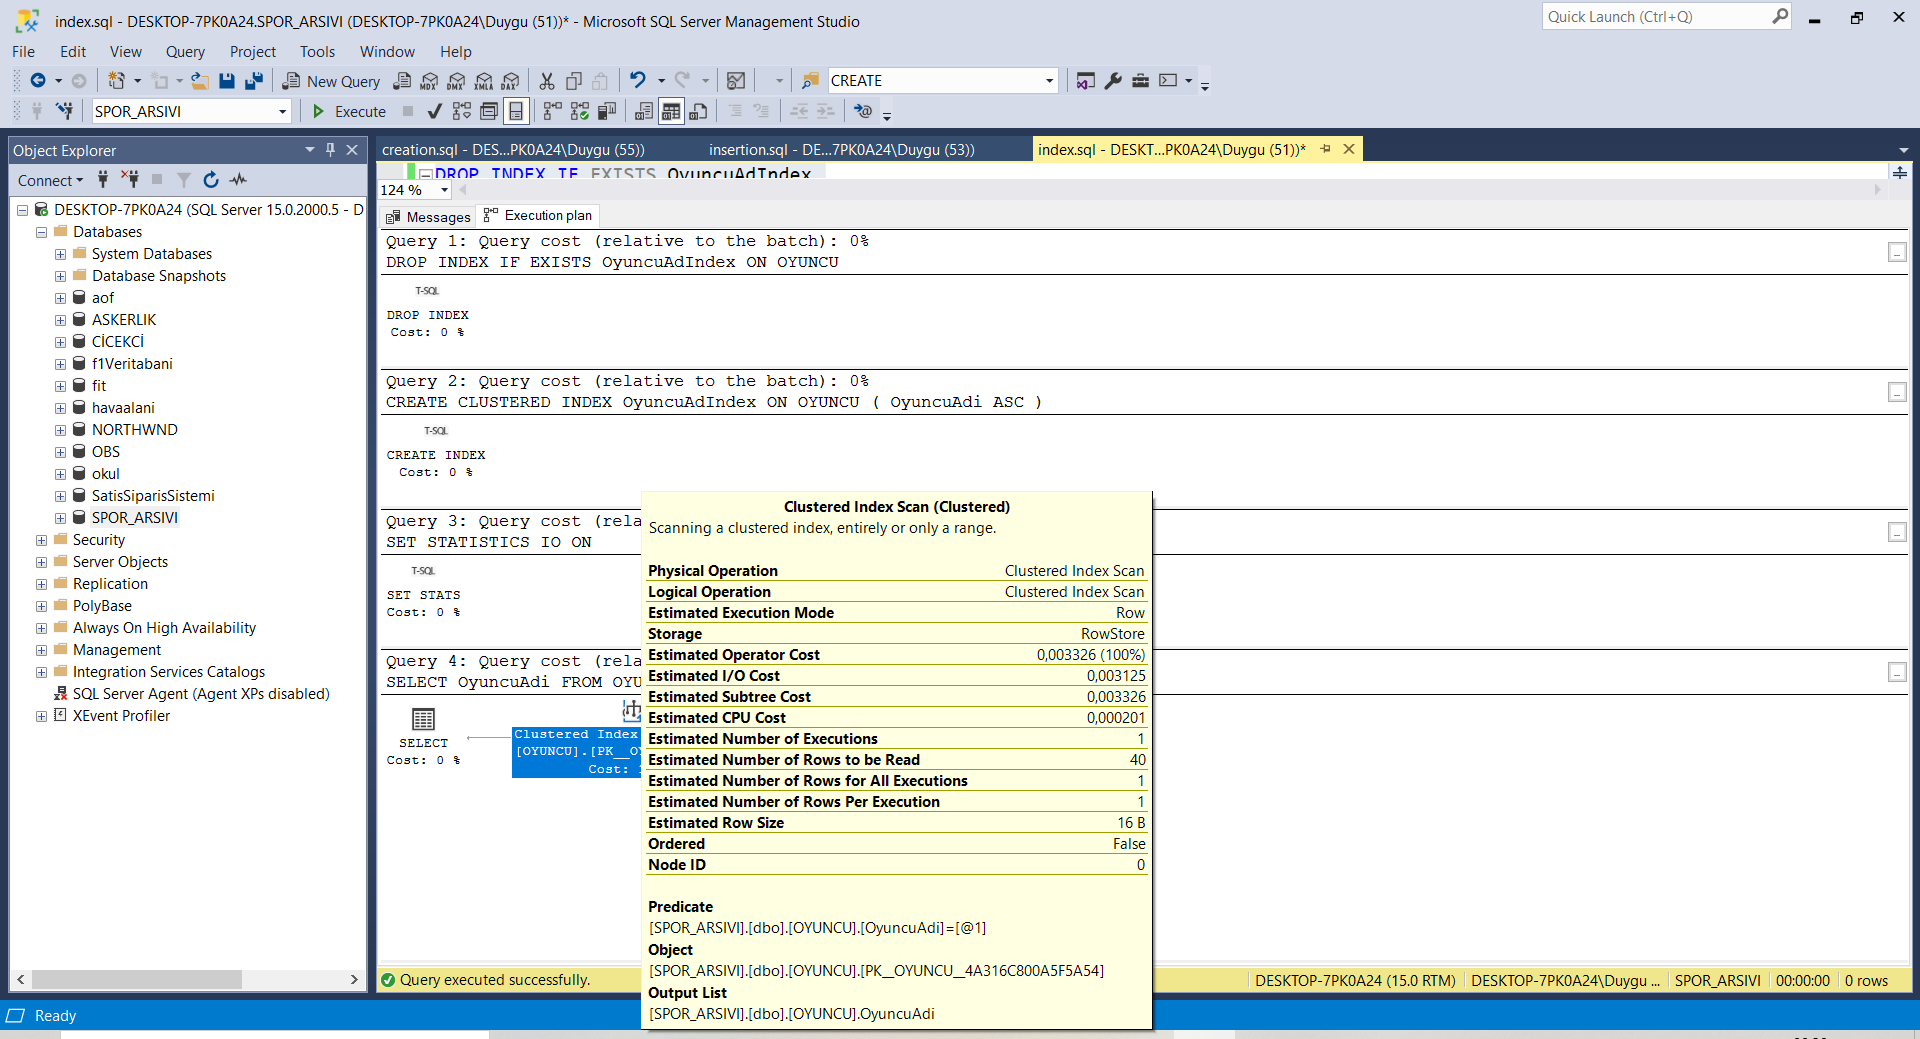 index.sql - DESKTOP-7PK0A24.SPOR_ARSIVI (DESKTOP-7PK0A24\Duygu (51))* - Microsoft SQL Server Management Studio
Quick Launch (Ctrl+Q)
File Edit View Query Project Tools Window Help
New Query MDX DMX XMLA DAX CREATE
SPOR_ARSIVI Execute
Object Explorer
creation.sql - DES...PK0A24\Duygu (55)) insertion.sql - DE...7PK0A24\Duygu (53)) index.sql - DESKT...PK0A24\Duygu (51))*
Connect
DROP INDEX IF EXISTS OyuncuAdIndex
124 %
DESKTOP-7PK0A24 (SQL Server 15.0.2000.5 - D
Databases
System Databases
Database Snapshots
aof
ASKERLIK
CİCEKCİ
f1Veritabani
fit
havaalani
NORTHWND
OBS
okul
SatisSiparisSistemi
SPOR_ARSIVI
Security
Server Objects
Replication
PolyBase
Always On High Availability
Management
Integration Services Catalogs
SQL Server Agent (Agent XPs disabled)
XEvent Profiler
Messages Execution plan
Query 1: Query cost (relative to the batch): 0%
DROP INDEX IF EXISTS OyuncuAdIndex ON OYUNCU
...
T-SQL
DROP INDEX
Cost: 0 %
Query 2: Query cost (relative to the batch): 0%
CREATE CLUSTERED INDEX OyuncuAdIndex ON OYUNCU ( OyuncuAdi ASC )
...
T-SQL
CREATE INDEX
Cost: 0 %
Query 3: Query cost (rela
SET STATISTICS IO ON
...
T-SQL
SET STATS
Cost: 0 %
Query 4: Query cost (rela
SELECT OyuncuAdi FROM OYU
...
SELECT
Cost: 0 %
Clustered Index
[OYUNCU].[PK__OY
Cost:
Clustered Index Scan (Clustered)
Scanning a clustered index, entirely or only a range.
Physical Operation Clustered Index Scan
Logical Operation Clustered Index Scan
Estimated Execution Mode Row
Storage RowStore
Estimated Operator Cost 0,003326 (100%)
Estimated I/O Cost 0,003125
Estimated Subtree Cost 0,003326
Estimated CPU Cost 0,000201
Estimated Number of Executions 1
Estimated Number of Rows to be Read 40
Estimated Number of Rows for All Executions 1
Estimated Number of Rows Per Execution 1
Estimated Row Size 16 B
Ordered False
Node ID 0
Predicate
[SPOR_ARSIVI].[dbo].[OYUNCU].[OyuncuAdi]=[@1]
Object
[SPOR_ARSIVI].[dbo].[OYUNCU].[PK__OYUNCU__4A316C800A5F5A54]
Output List
[SPOR_ARSIVI].[dbo].[OYUNCU].OyuncuAdi
Query executed successfully. DESKTOP-7PK0A24 (15.0 RTM) DESKTOP-7PK0A24\Duygu ... SPOR_ARSIVI 00:00:00 0 rows
Ready